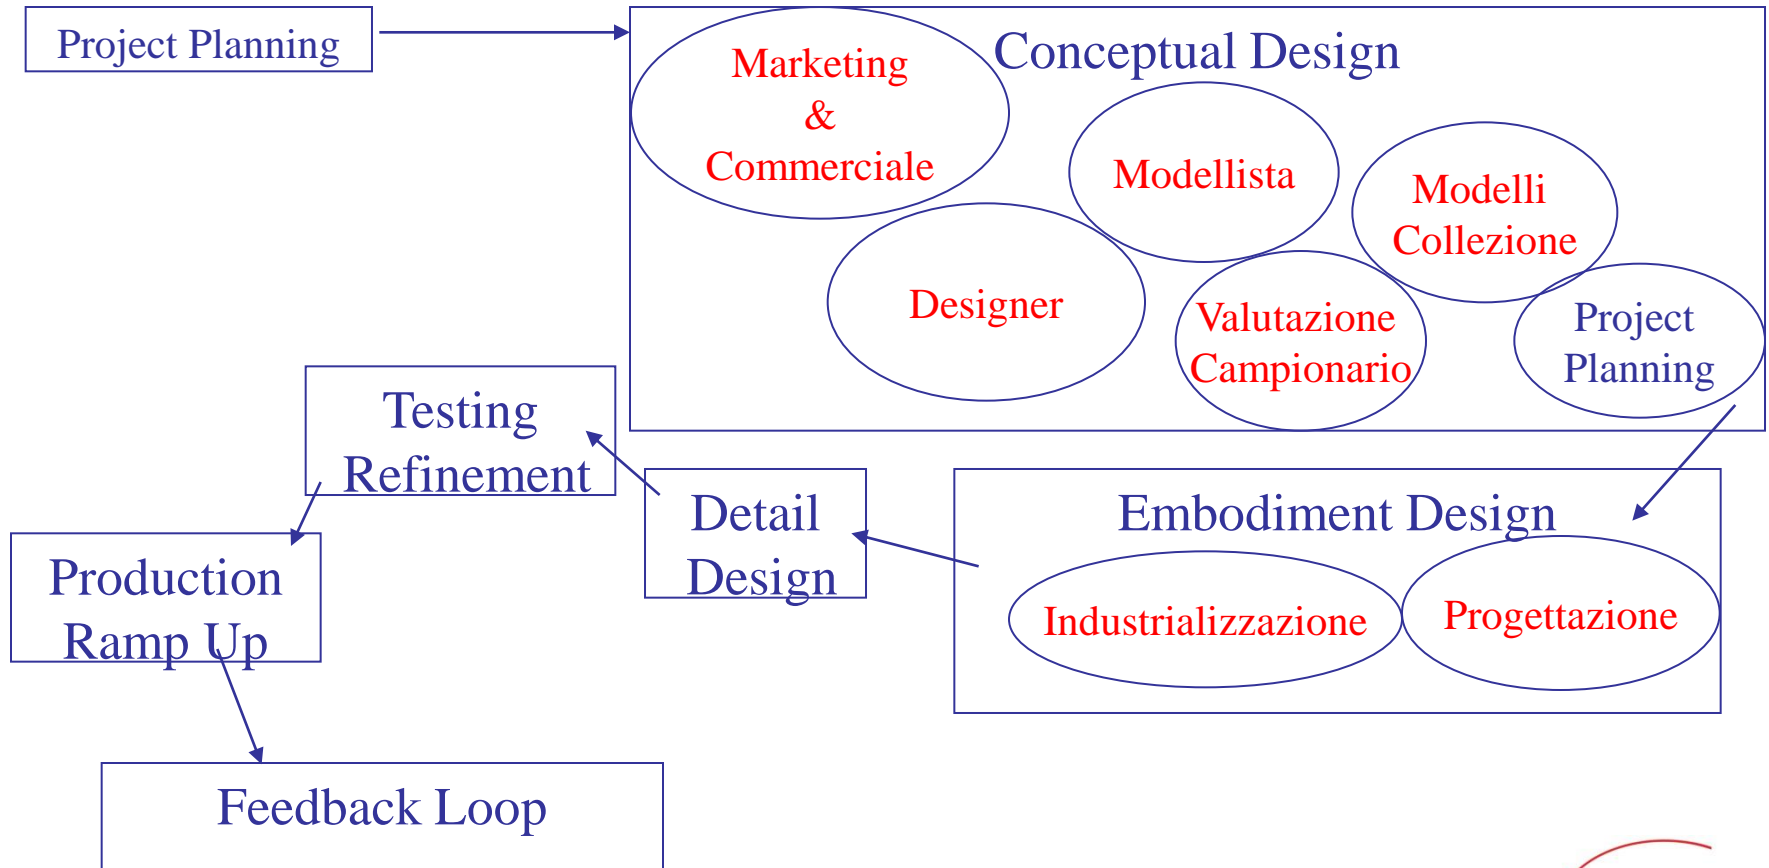 Project Planning
Conceptual Design
Marketing
&
Commerciale
Modellista
Modelli
Collezione
Designer
Valutazione
Campionario
Project
Planning
Testing
Refinement
Detail
Design
Embodiment Design
Industrializzazione
Progettazione
Production
Ramp Up
Feedback Loop